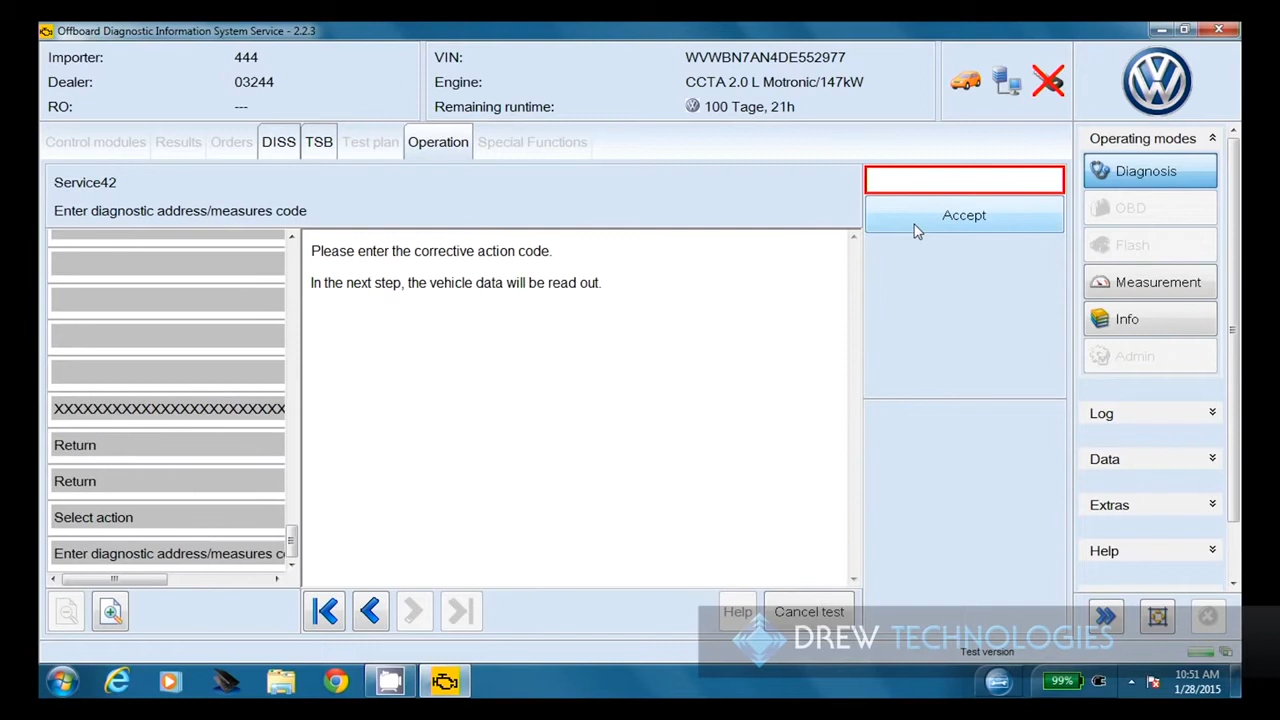 Offboard Diagnostic Information System Service - 2.2.3
Importer: 444
Dealer: 03244
RO: ---
VIN: WVWBN7AN4DE552977
Engine: CCTA 2.0 L Motronic/147kW
Remaining runtime: 100 Tage, 21h
Control modules Results Orders DISS TSB Test plan Operation Special Functions
Service42
Enter diagnostic address/measures code
Accept
Please enter the corrective action code.
In the next step, the vehicle data will be read out.
XXXXXXXXXXXXXXXXXXXXXXXX
Return
Return
Select action
Enter diagnostic address/measures co
Help
Cancel test
Operating modes
Diagnosis
OBD
Flash
Measurement
Info
Admin
Log
Data
Extras
Help
DREW TECHNOLOGIES
Test version
99%
10:51 AM
1/28/2015